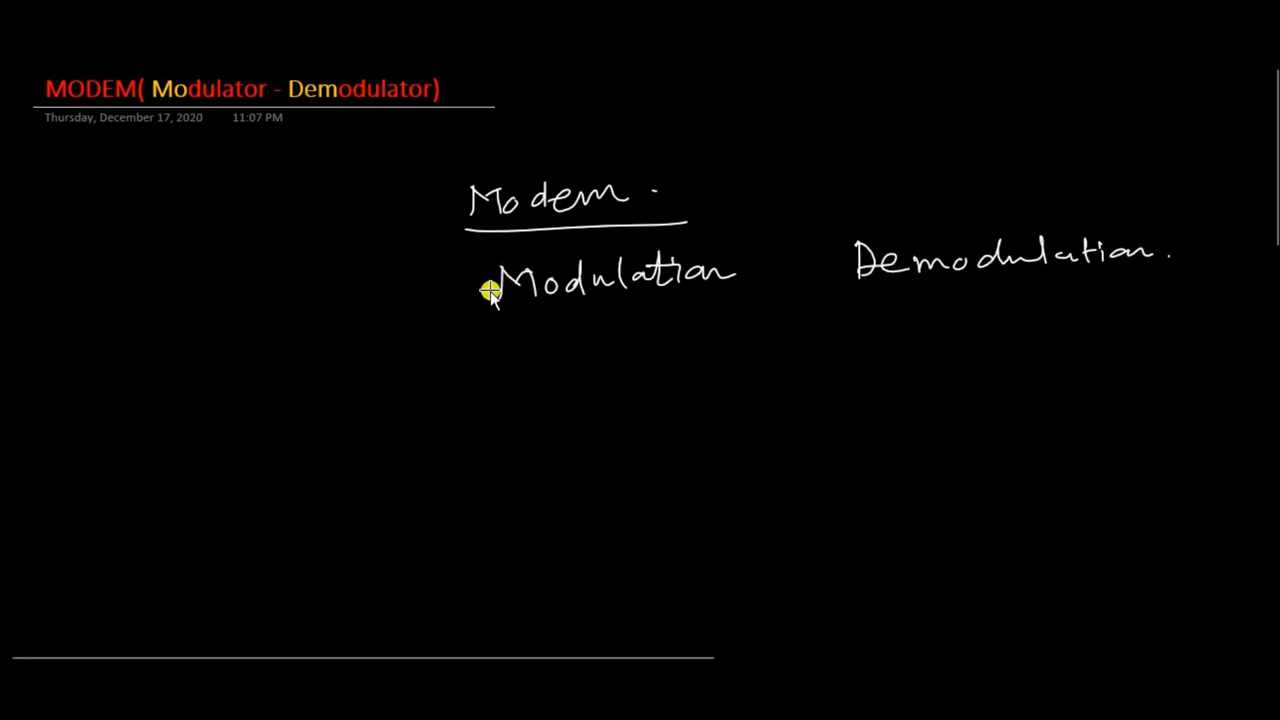 MODEM( Modulator - Demodulator)
Thursday, December 17, 2020 11:07 PM
Modem .
Modulation Demodulation .